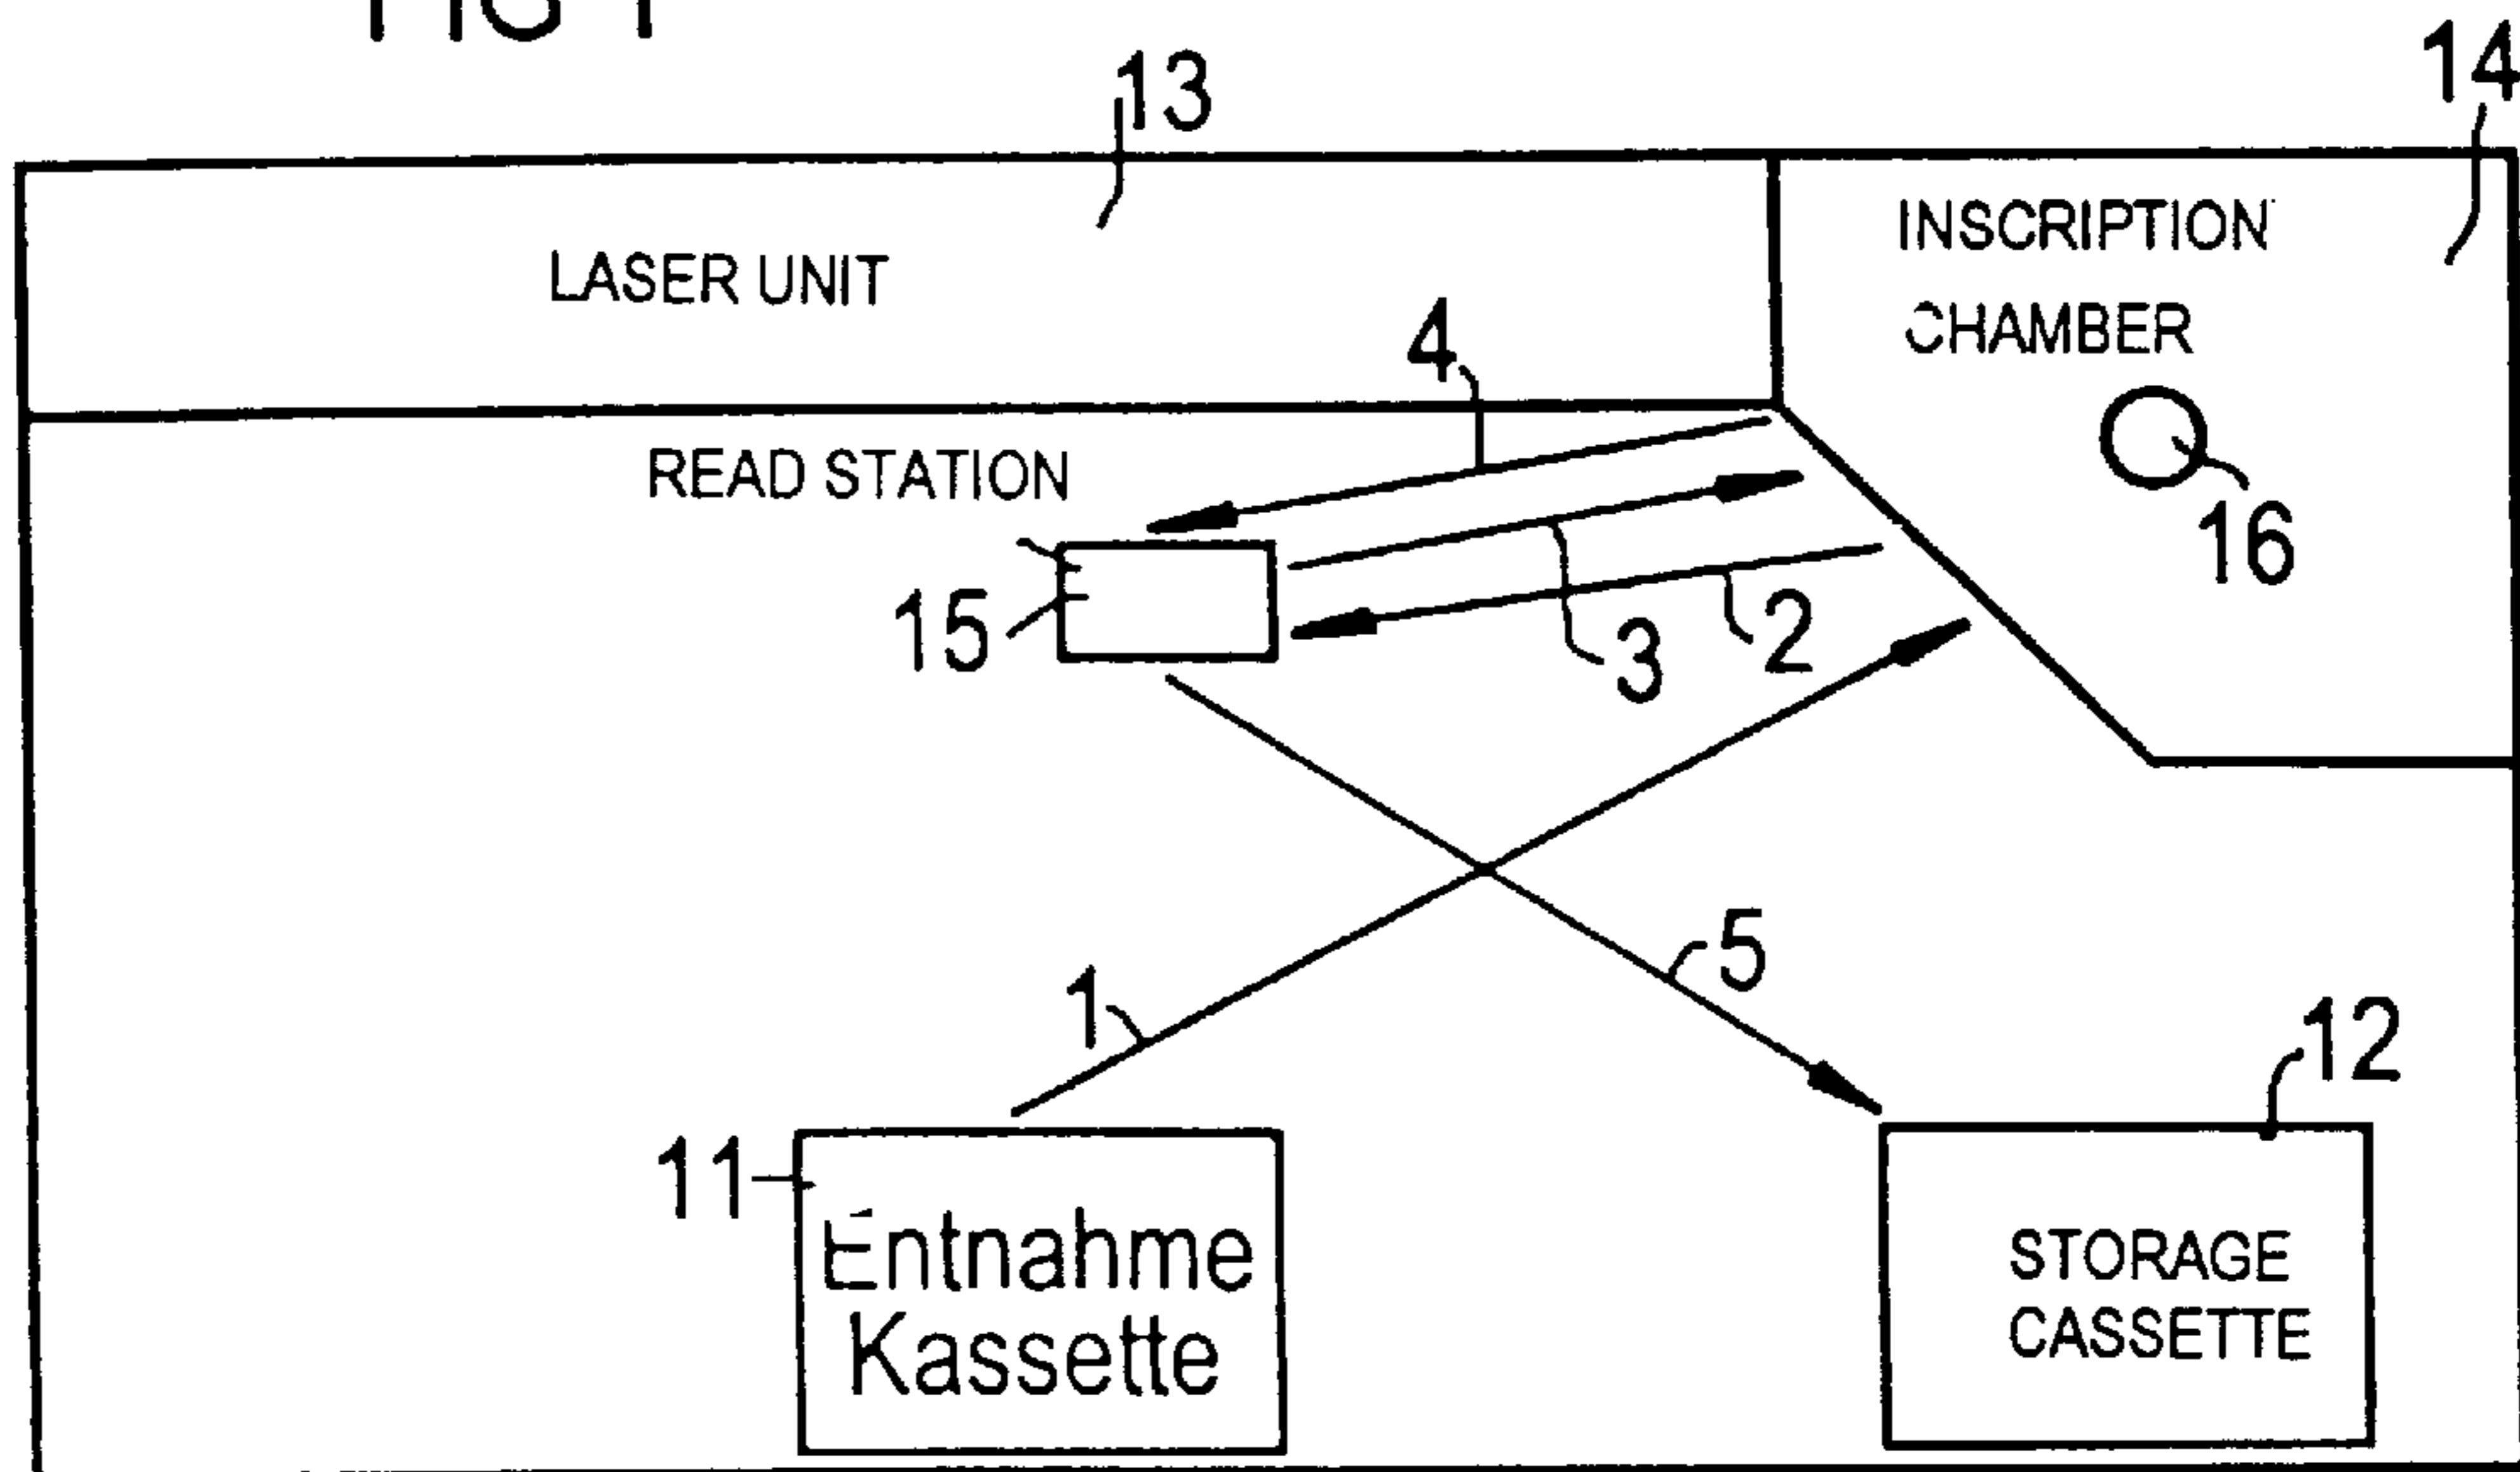 FIG 1
13
14
LASER UNIT
INSCRIPTION
CHAMBER
4
READ STATION
16
15
3
2
1
5
12
11
Entnahme
Kassette
STORAGE
CASSETTE